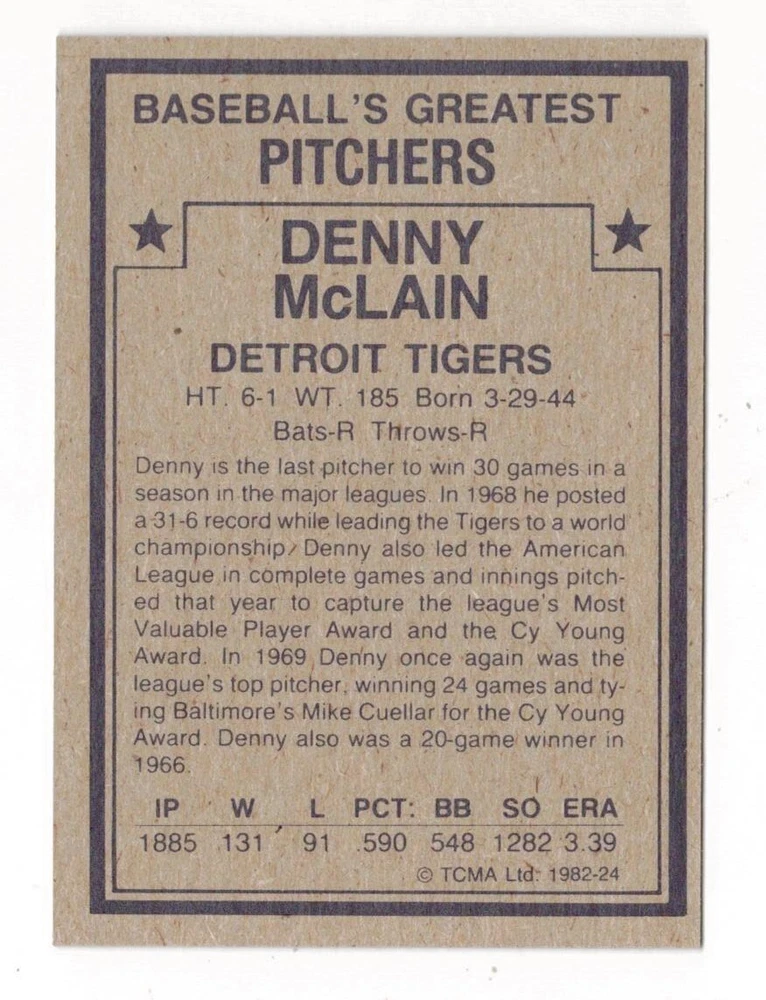 BASEBALL'S GREATEST
PITCHERS
DENNY
McLAIN
DETROIT TIGERS
HT. 6-1 WT. 185 Born 3-29-44
Bats-R Throws-R
Denny is the last pitcher to win 30 games in a
season in the major leagues. In 1968 he posted
a 31-6 record while leading the Tigers to a world
championship. Denny also led the American
League in complete games and innings pitch-
ed that year to capture the league's Most
Valuable Player Award and the Cy Young
Award. In 1969 Denny once again was the
league's top pitcher, winning 24 games and ty-
ing Baltimore's Mike Cuellar for the Cy Young
Award. Denny also was a 20-game winner in
1966.
IP W L PCT. BB SO ERA
1885 131 91 .590 548 1282 3.39
© TCMA Ltd. 1982-24